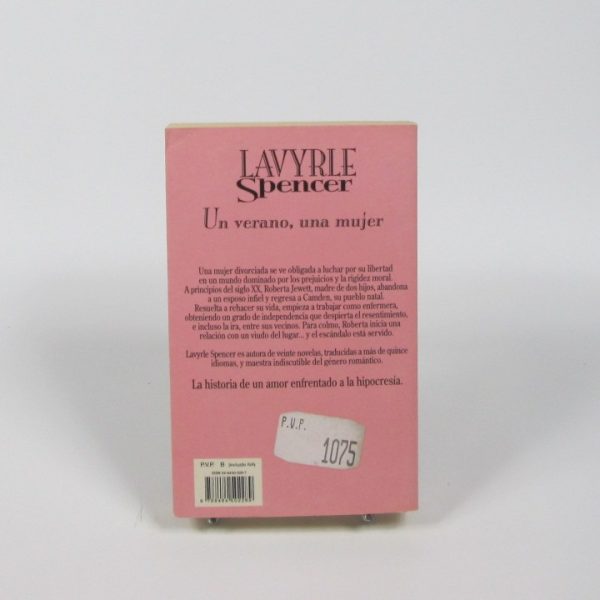 LAVYRLE
Spencer
Un verano, una mujer
Una mujer divorciada se ve obligada a luchar por su libertad
en un mundo dominado por los prejuicios y la rigidez moral.
A principios del siglo XX, Roberta Jewett, madre de dos hijos, abandona
a un esposo infiel y regresa a Camden, su pueblo natal.
Resuelta a rehacer su vida, empieza a trabajar como enfermera,
obteniendo un grado de independencia que despierta el resentimiento,
e incluso la ira, entre sus vecinos. Para colmo, Roberta inicia una
relación con un viudo del lugar... y el escándalo está servido.
Lavyrle Spencer es autora de veinte novelas, traducidas a más de quince
idiomas, y maestra indiscutible del género romántico.
La historia de un amor enfrentado a la hipocresía.
P.V.P.
1075
P.V.P. B (incluido IVA)